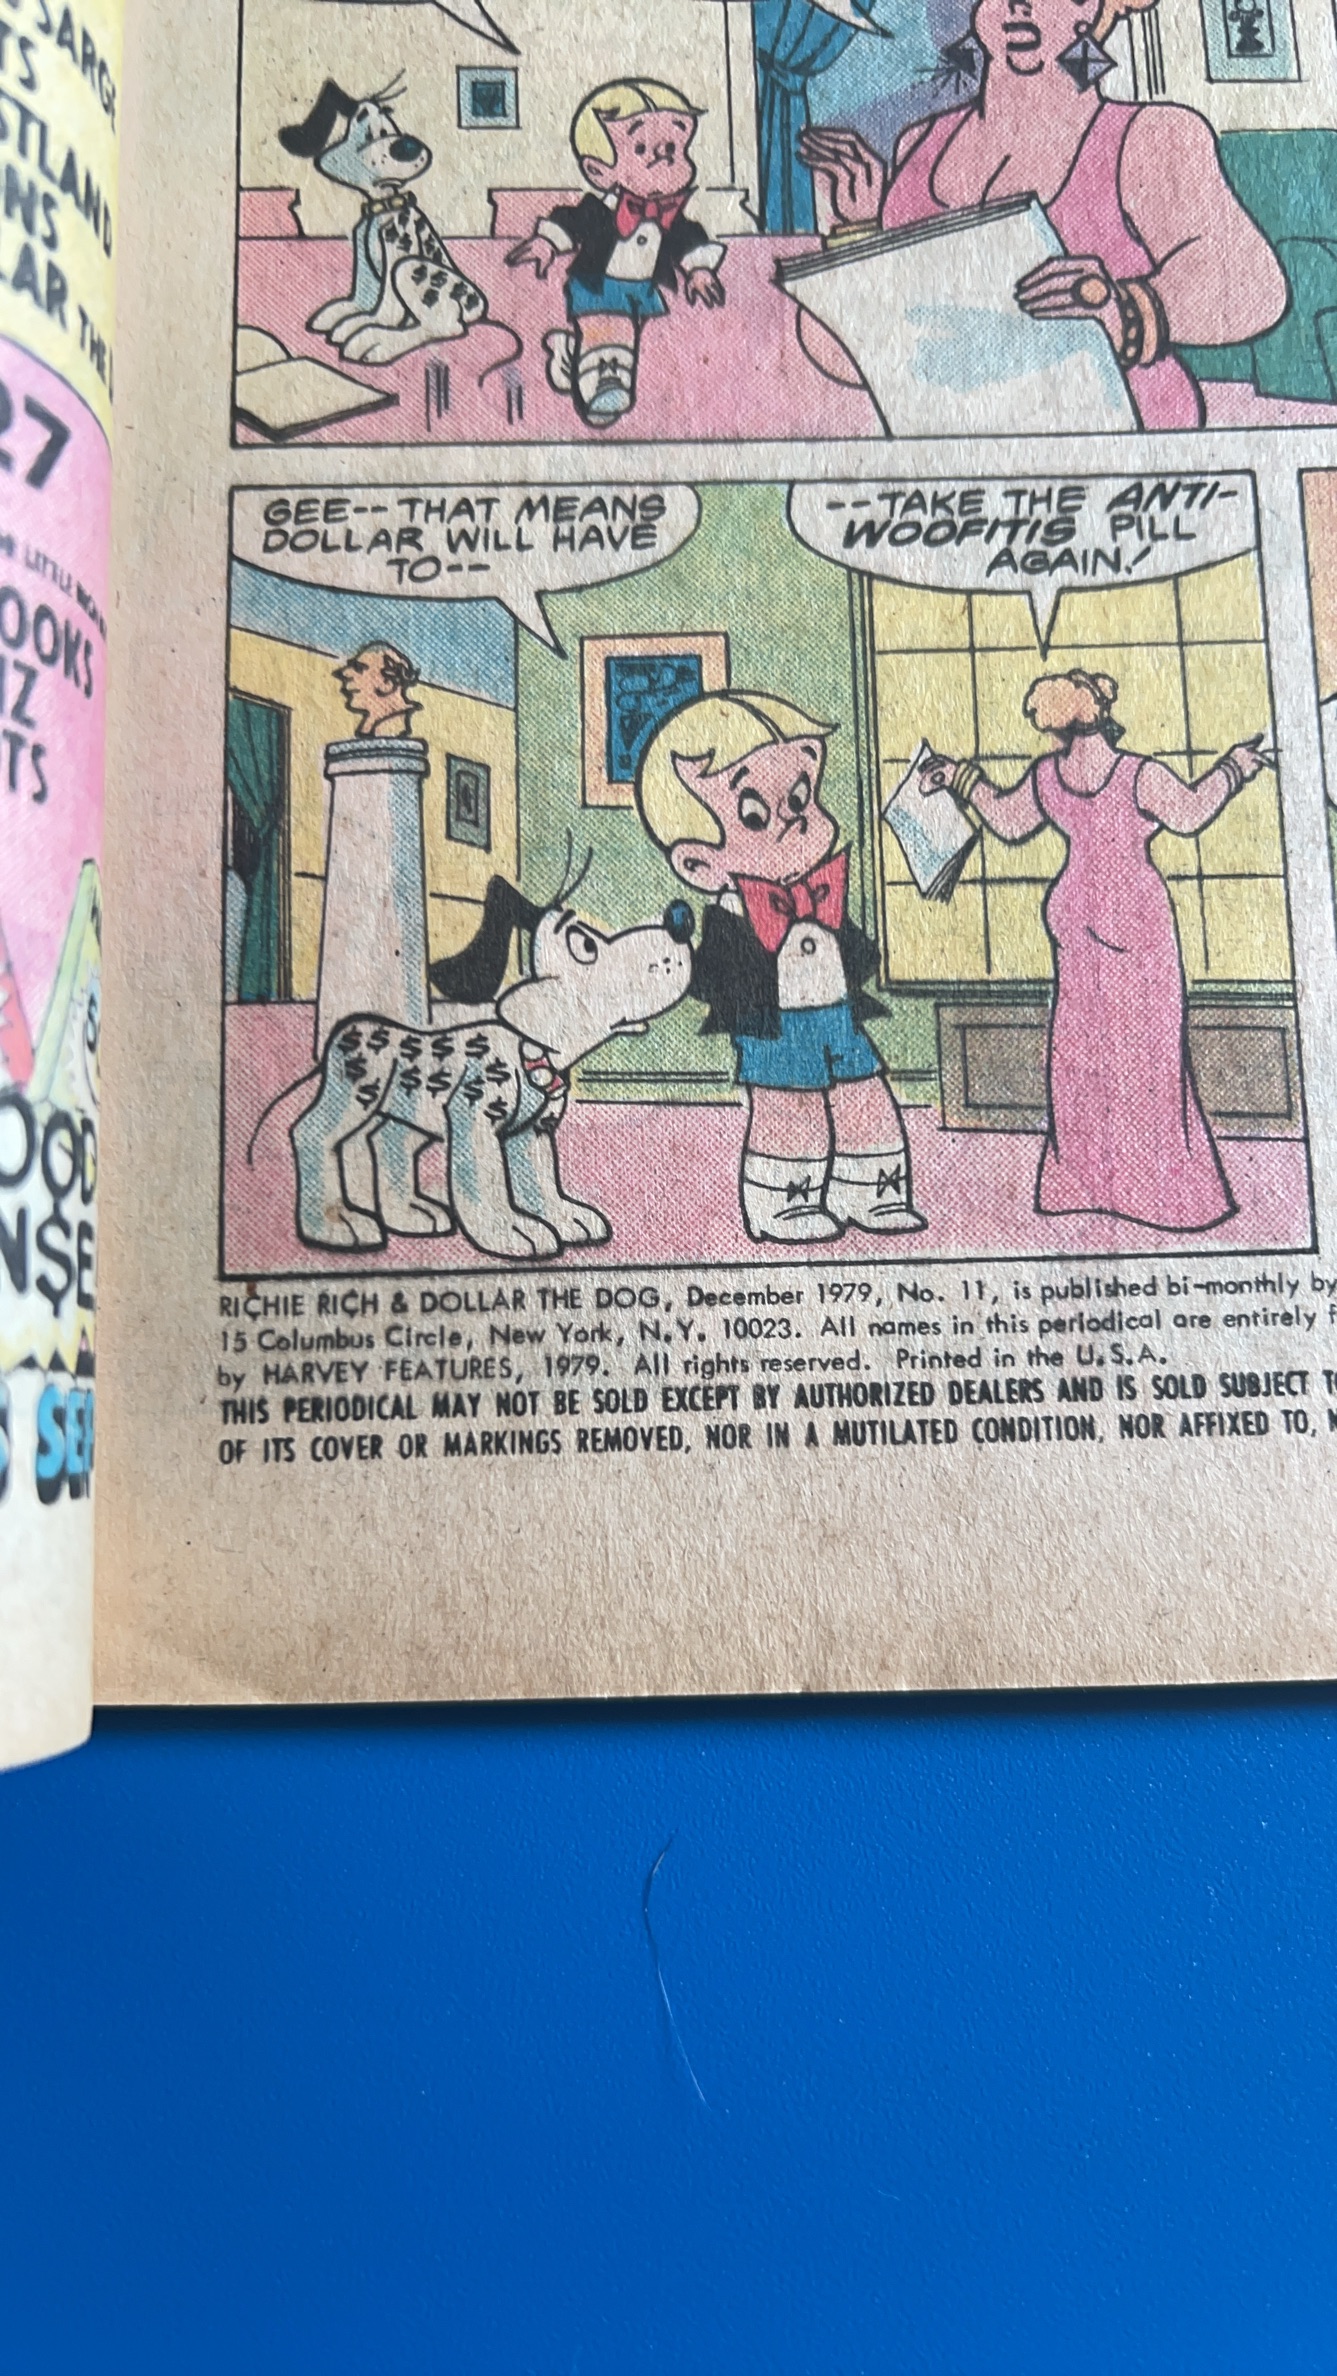 27
OOKS
GEE--THAT MEANS
DOLLAR WILL HAVE
TO--
--TAKE THE ANTI-
WOOFITIS PILL
AGAIN!
RICHIE RICH & DOLLAR THE DOG, December 1979, No. 11, is published bi-monthly by
15 Columbus Circle, New York, N.Y. 10023. All names in this periodical are entirely
by HARVEY FEATURES, 1979. All rights reserved. Printed in the U.S.A.
THIS PERIODICAL MAY NOT BE SOLD EXCEPT BY AUTHORIZED DEALERS AND IS SOLD SUBJECT
OF ITS COVER OR MARKINGS REMOVED, NOR IN A MUTILATED CONDITION, NOR AFFIXED TO,